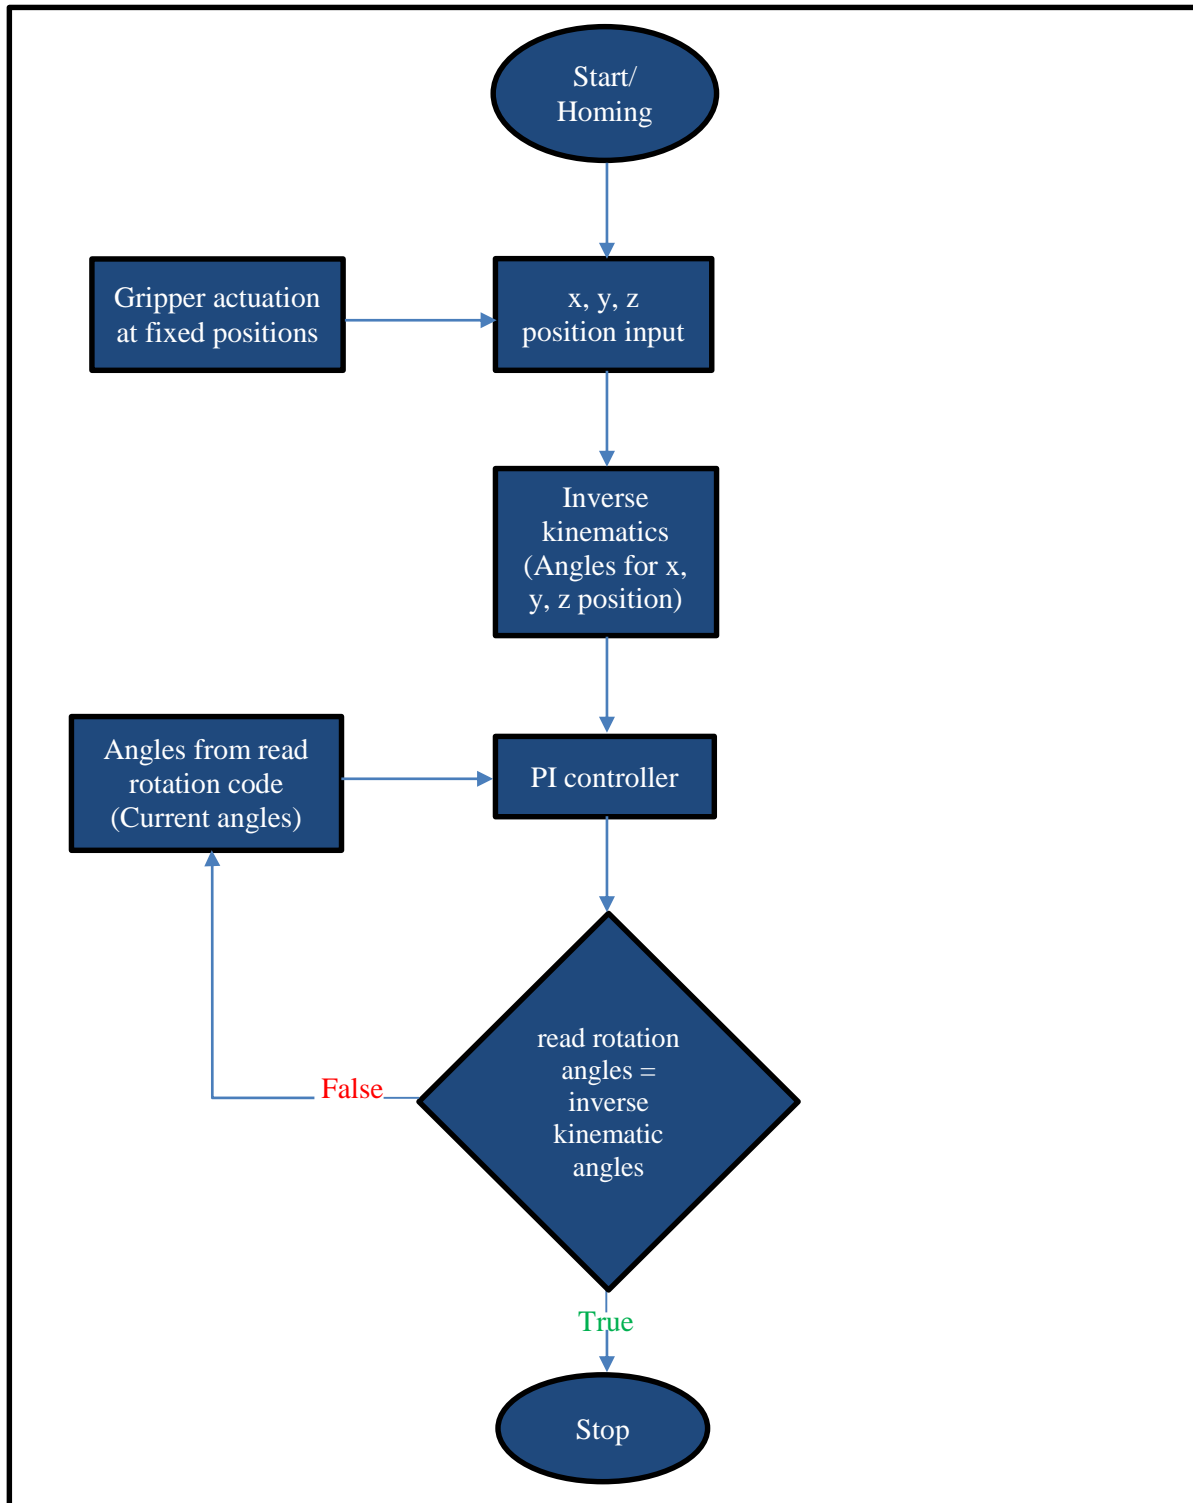 Start/
Homing
Gripper actuation
at fixed positions
x, y, z
position input
Inverse
kinematics
(Angles for x,
y, z position)
Angles from read
rotation code
(Current angles)
PI controller
read rotation
angles =
inverse
kinematic
angles
False
True
Stop